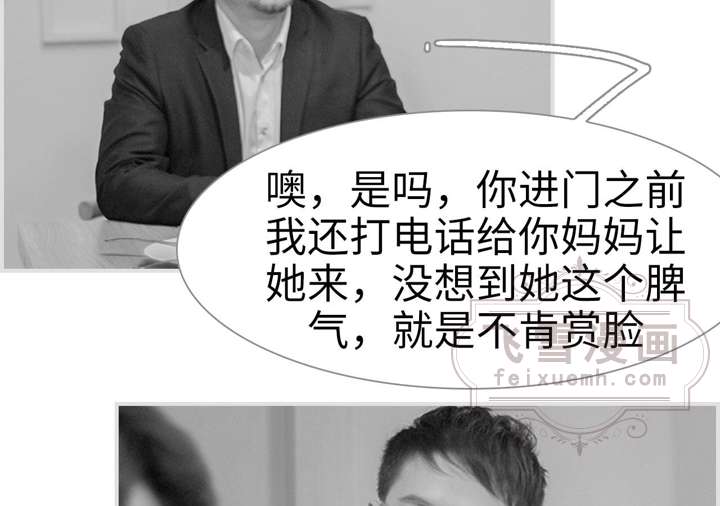 噢，是吗，你进门之前
我还打电话给你妈妈让
她来，没想到她这个脾
气，就是不肯赏脸
飞雪漫画
feixuemh.com